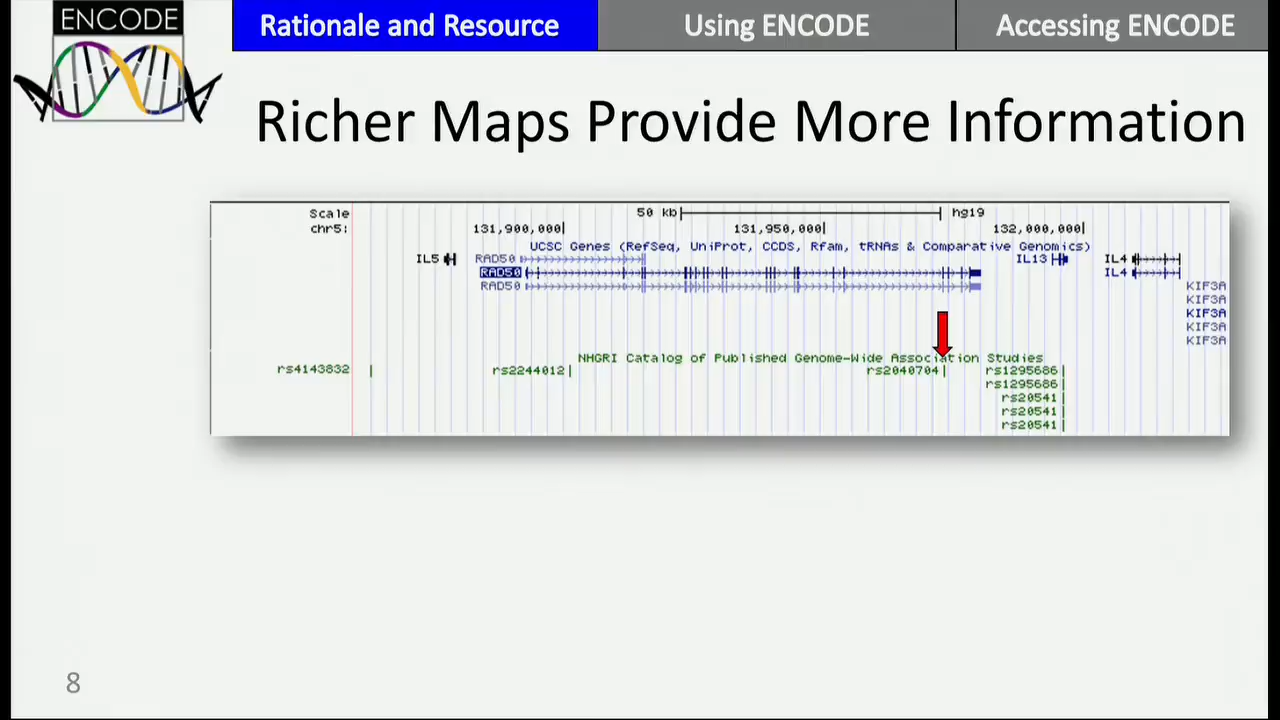 ENCODE
Rationale and Resource
Using ENCODE
Accessing ENCODE
Richer Maps Provide More Information
Scale 50 kb hg19
chr5: 131,900,000 131,950,000 132,000,000
UCSC Genes (RefSeq, UniProt, CCDS, Rfam, tRNAs & Comparative Genomics)
IL5 RAD50 IL13 IL4
RAD50 IL4
RAD50 KIF3A
KIF3A
KIF3A
KIF3A
KIF3A
NHGRI Catalog of Published Genome-Wide Association Studies
rs4143832 rs2244012 rs2040704 rs1295686
rs1295686
rs20541
rs20541
rs20541
8